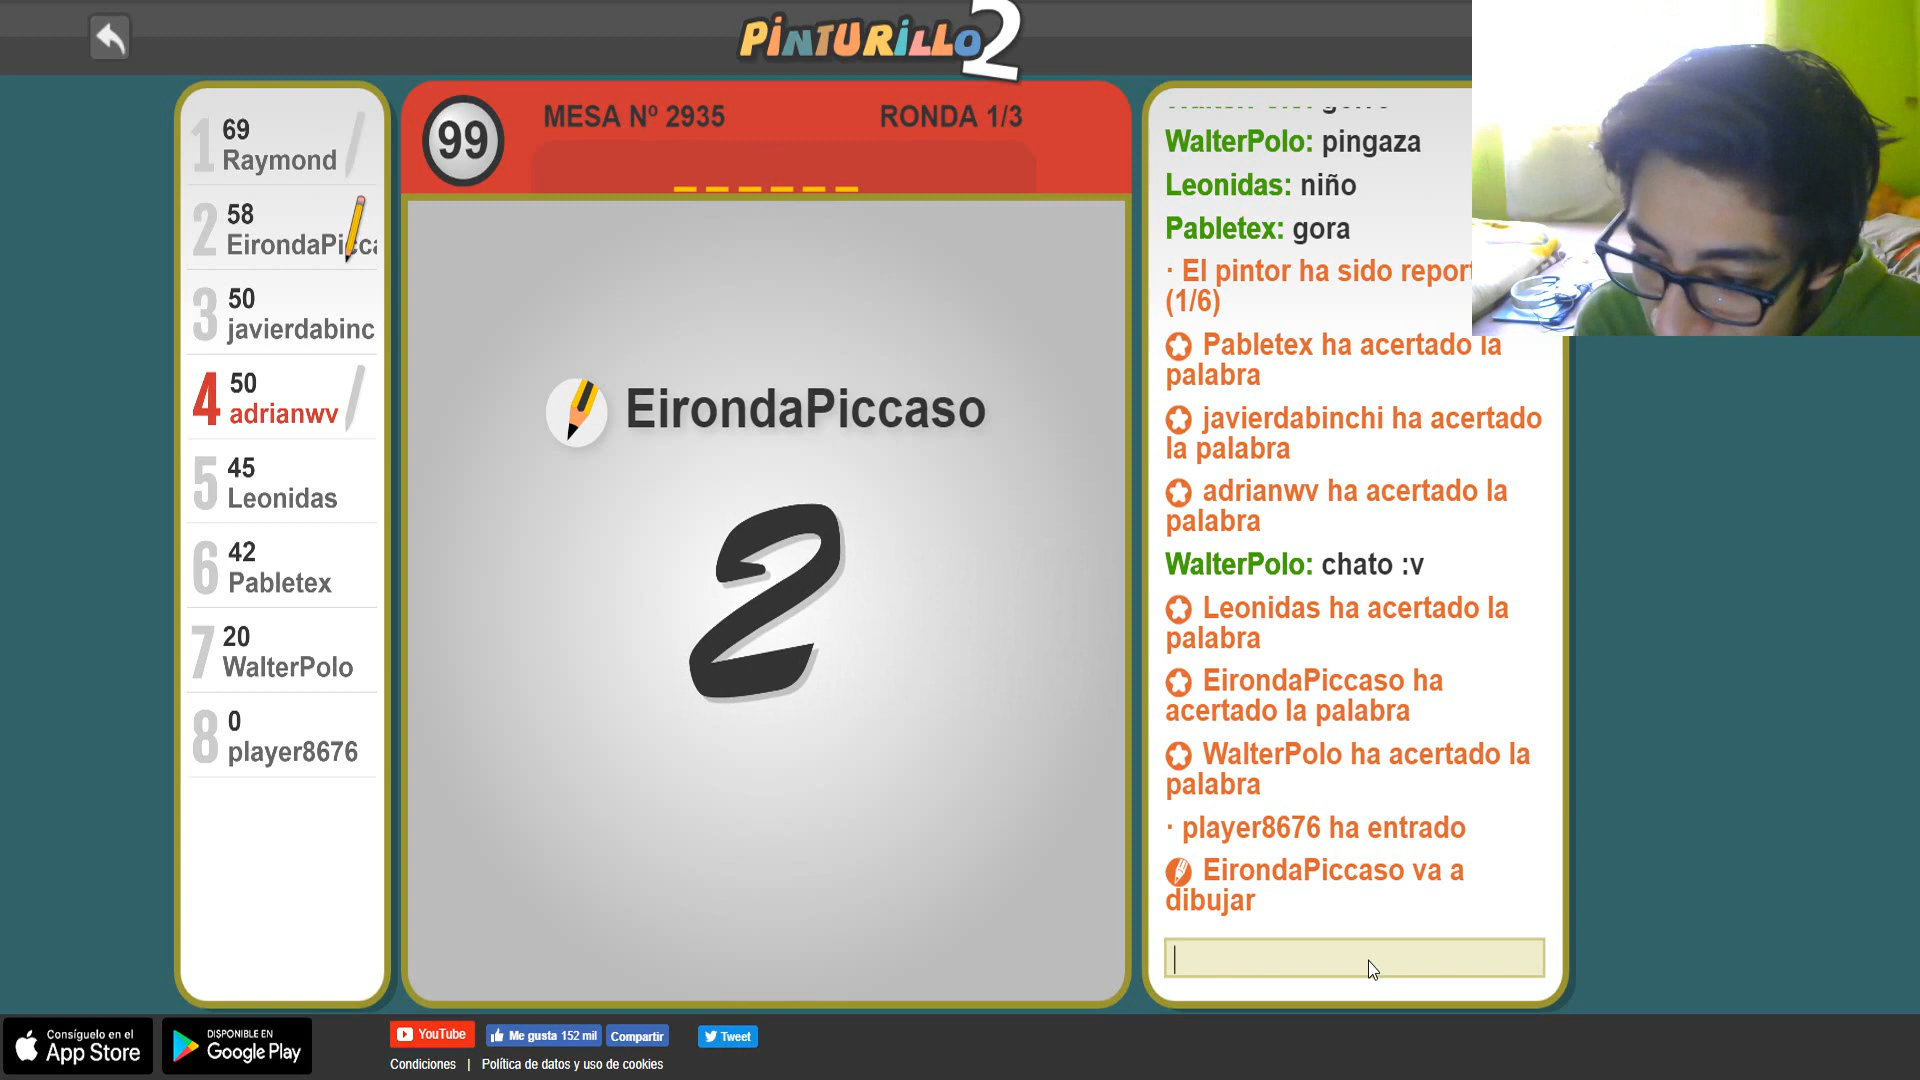 PINTURILLO 2
99
MESA Nº 2935
RONDA 1/3
1
69
Raymond
2
58
EirondaPicca
3
50
javierdabinc
4
50
adrianwv
5
45
Leonidas
6
42
Pabletex
7
20
WalterPolo
8
0
player8676
EirondaPiccaso
2
WalterPolo: pingaza
Leonidas: niño
Pabletex: gora
· El pintor ha sido report
(1/6)
Pabletex ha acertado la
palabra
javierdabinchi ha acertado
la palabra
adrianwv ha acertado la
palabra
WalterPolo: chato :v
Leonidas ha acertado la
palabra
EirondaPiccaso ha
acertado la palabra
WalterPolo ha acertado la
palabra
· player8676 ha entrado
EirondaPiccaso va a
dibujar
Consíguelo en el
App Store
DISPONIBLE EN
Google Play
YouTube
Me gusta 152 mil
Compartir
Tweet
Condiciones | Política de datos y uso de cookies